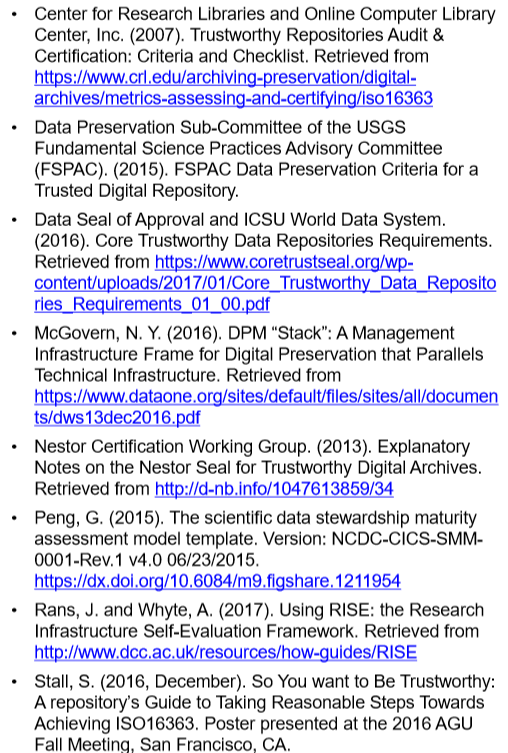 • Center for Research Libraries and Online Computer Library
Center, Inc. (2007). Trustworthy Repositories Audit &
Certification: Criteria and Checklist. Retrieved from
https://www.crl.edu/archiving-preservation/digital-
archives/metrics-assessing-and-certifying/iso16363
• Data Preservation Sub-Committee of the USGS
Fundamental Science Practices Advisory Committee
(FSPAC). (2015). FSPAC Data Preservation Criteria for a
Trusted Digital Repository.
• Data Seal of Approval and ICSU World Data System.
(2016). Core Trustworthy Data Repositories Requirements.
Retrieved from https://www.coretrustseal.org/wp-
content/uploads/2017/01/Core_Trustworthy_Data_Reposito
ries_Requirements_01_00.pdf
• McGovern, N. Y. (2016). DPM “Stack”: A Management
Infrastructure Frame for Digital Preservation that Parallels
Technical Infrastructure. Retrieved from
https://www.dataone.org/sites/default/files/sites/all/documen
ts/dws13dec2016.pdf
• Nestor Certification Working Group. (2013). Explanatory
Notes on the Nestor Seal for Trustworthy Digital Archives.
Retrieved from http://d-nb.info/1047613859/34
• Peng, G. (2015). The scientific data stewardship maturity
assessment model template. Version: NCDC-CICS-SMM-
0001-Rev.1 v4.0 06/23/2015.
https://dx.doi.org/10.6084/m9.figshare.1211954
• Rans, J. and Whyte, A. (2017). Using RISE: the Research
Infrastructure Self-Evaluation Framework. Retrieved from
http://www.dcc.ac.uk/resources/how-guides/RISE
• Stall, S. (2016, December). So You want to Be Trustworthy:
A repository’s Guide to Taking Reasonable Steps Towards
Achieving ISO16363. Poster presented at the 2016 AGU
Fall Meeting, San Francisco, CA.